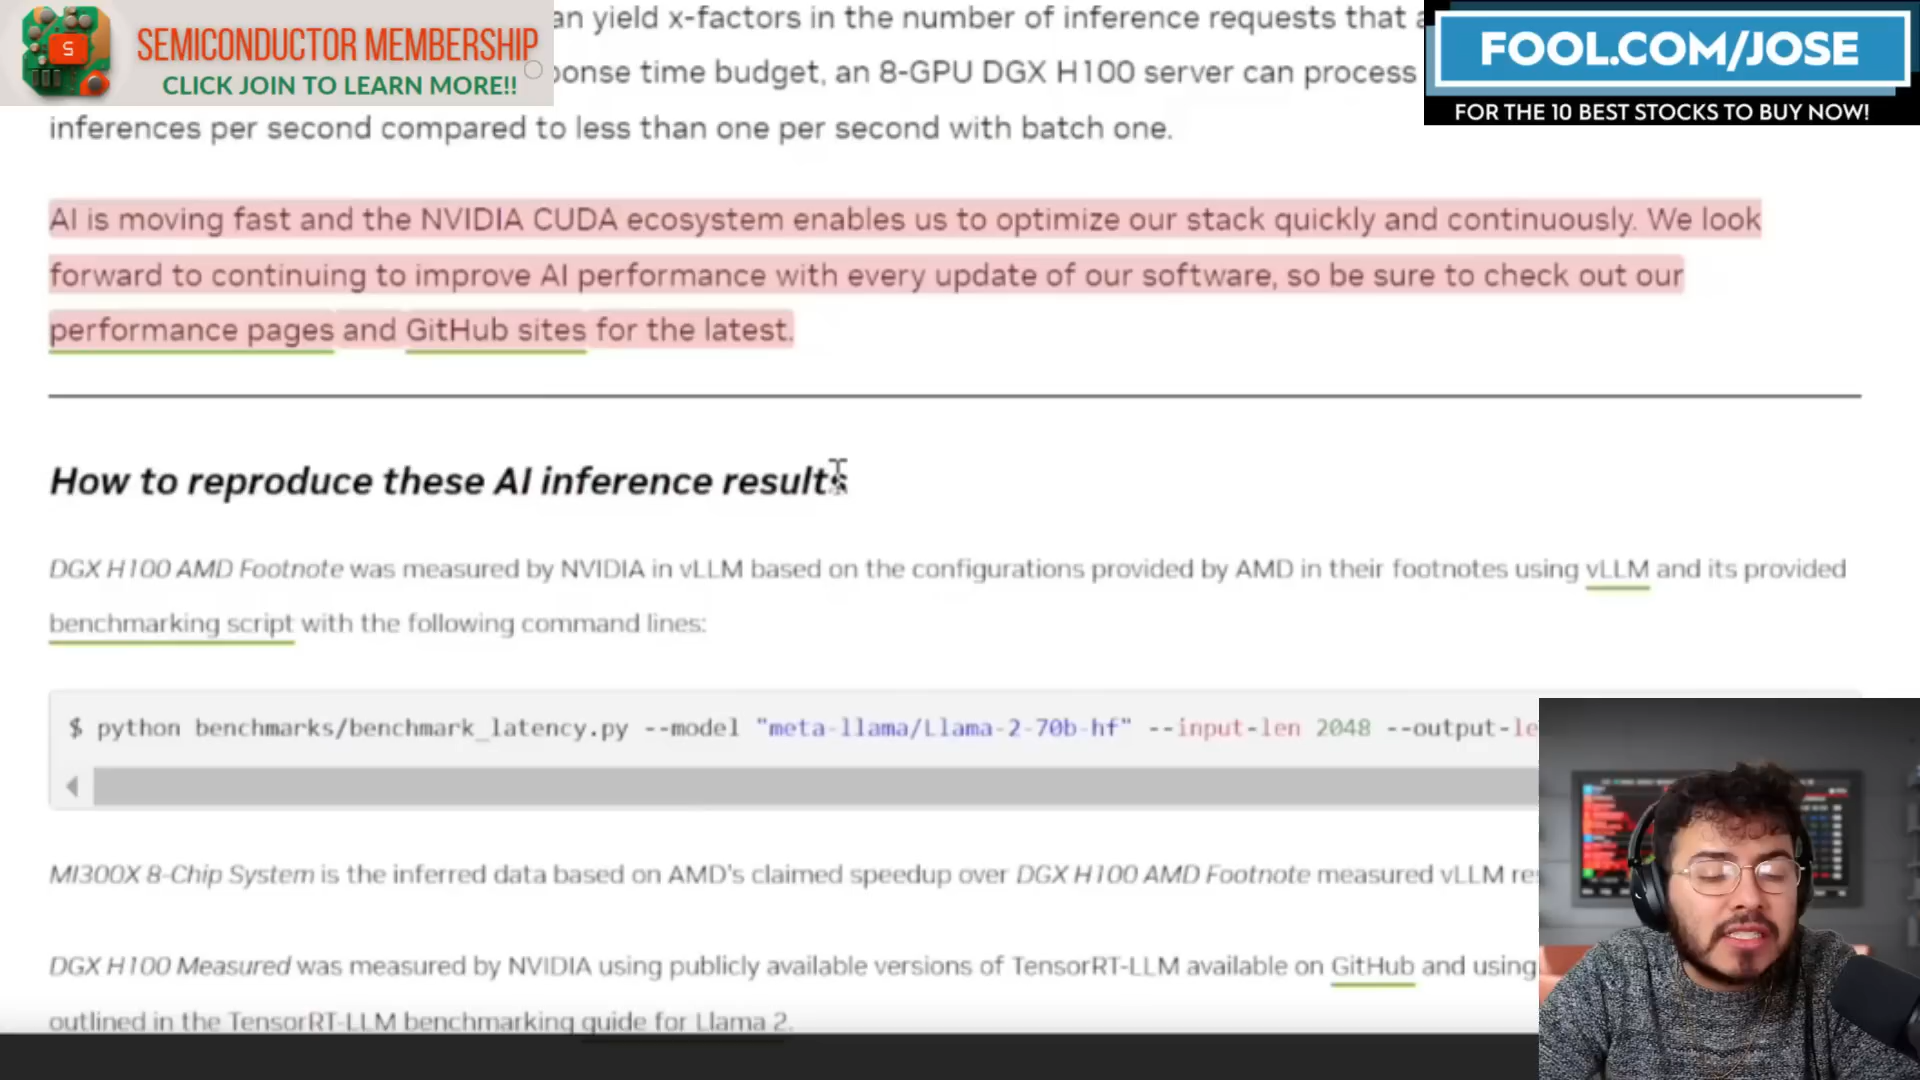 SEMICONDUCTOR MEMBERSHIP
CLICK JOIN TO LEARN MORE!!
S
FOOL.COM/JOSE
FOR THE 10 BEST STOCKS TO BUY NOW!
an yield x-factors in the number of inference requests that
ponse time budget, an 8-GPU DGX H100 server can process
inferences per second compared to less than one per second with batch one.
AI is moving fast and the NVIDIA CUDA ecosystem enables us to optimize our stack quickly and continuously. We look
forward to continuing to improve AI performance with every update of our software, so be sure to check out our
performance pages and GitHub sites for the latest.
How to reproduce these AI inference results
DGX H100 AMD Footnote was measured by NVIDIA in vLLM based on the configurations provided by AMD in their footnotes using vLLM and its provided
benchmarking script with the following command lines:
$ python benchmarks/benchmark_latency.py --model "meta-llama/Llama-2-70b-hf" --input-len 2048 --output-le
MI300X 8-Chip System is the inferred data based on AMD's claimed speedup over DGX H100 AMD Footnote measured vLLM re
DGX H100 Measured was measured by NVIDIA using publicly available versions of TensorRT-LLM available on GitHub and using
outlined in the TensorRT-LLM benchmarking guide for Llama 2.